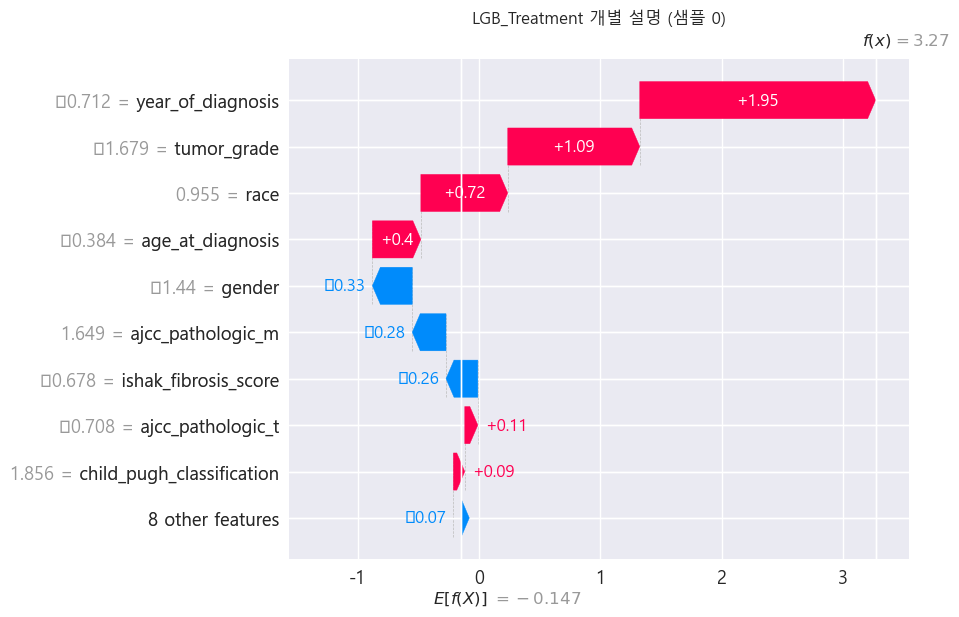 LGB_Treatment 개별 설명 (샘플 0)
f(x) = 3.27
▯0.712 = year_of_diagnosis
+1.95
▯1.679 = tumor_grade
+1.09
0.955 = race
+0.72
▯0.384 = age_at_diagnosis
+0.4
▯1.44 = gender
▯0.33
1.649 = ajcc_pathologic_m
▯0.28
▯0.678 = ishak_fibrosis_score
▯0.26
▯0.708 = ajcc_pathologic_t
+0.11
1.856 = child_pugh_classification
+0.09
8 other features
▯0.07
-1 0 1 2 3
E[f(X)] = −0.147